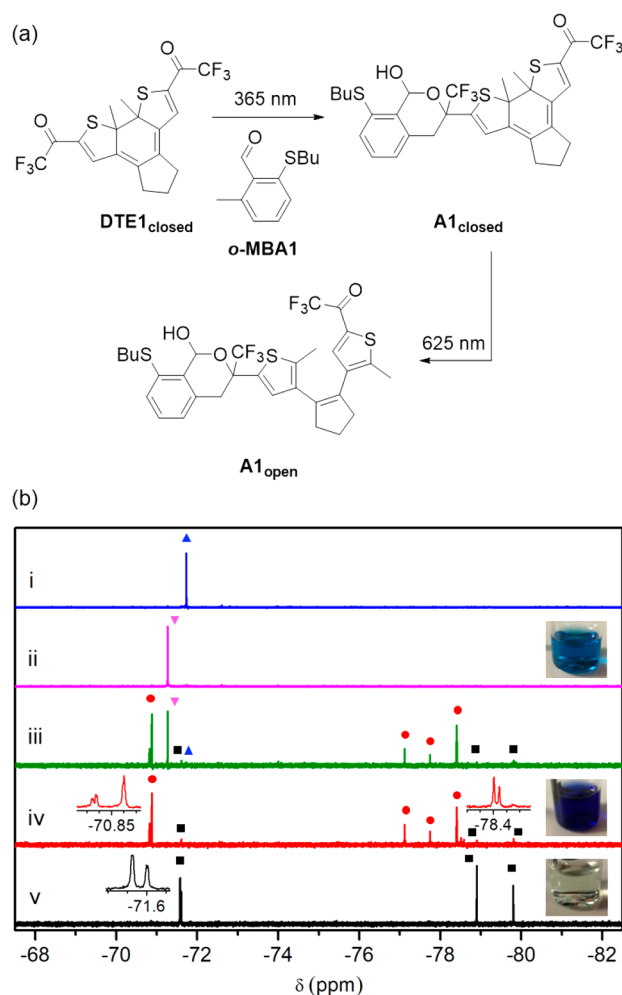 (a)
O
CF3
S
S
O
F3C
DTE1closed
365 nm
O
SBu
o-MBA1
O
CF3
S
HO
BuS
O
CF3
S
A1closed
625 nm
O
F3C
S
HO
BuS
O
CF3
S
A1open
(b)
i
ii
iii
iv
-70.85
-78.4
v
-71.6
-68 -70 -72 -74 -76 -78 -80 -82
δ (ppm)